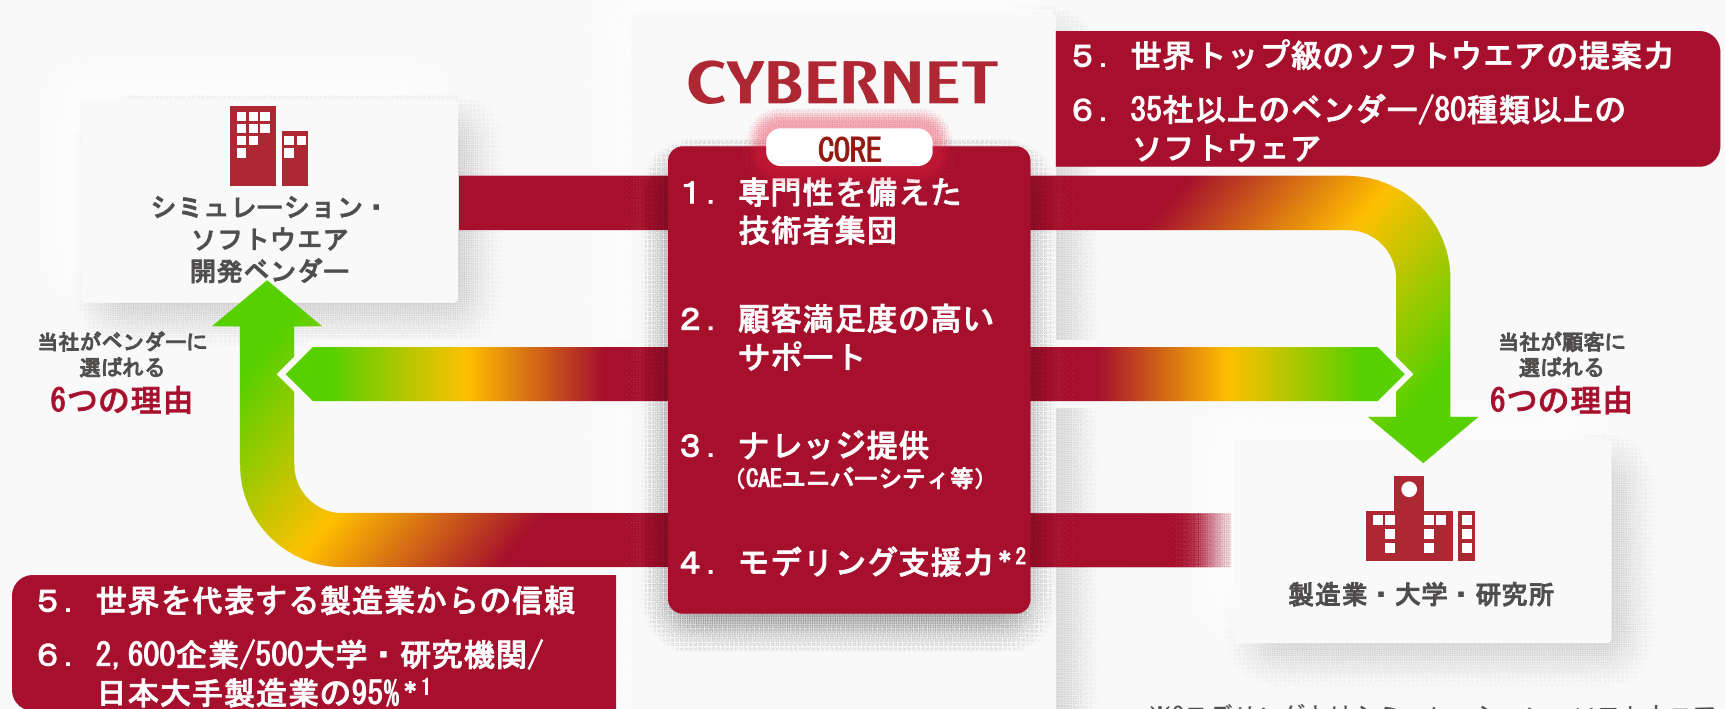 CYBERNET
CORE
１．専門性を備えた
技術者集団
２．顧客満足度の高い
サポート
３．ナレッジ提供
(CAEユニバーシティ等)
４．モデリング支援力*2
５．世界トップ級のソフトウエアの提案力
６．35社以上のベンダー/80種類以上の
ソフトウェア
シミュレーション・
ソフトウエア
開発ベンダー
当社がベンダーに
選ばれる
6つの理由
当社が顧客に
選ばれる
6つの理由
製造業・大学・研究所
５．世界を代表する製造業からの信頼
６．2,600企業/500大学・研究機関/
日本大手製造業の95%*1